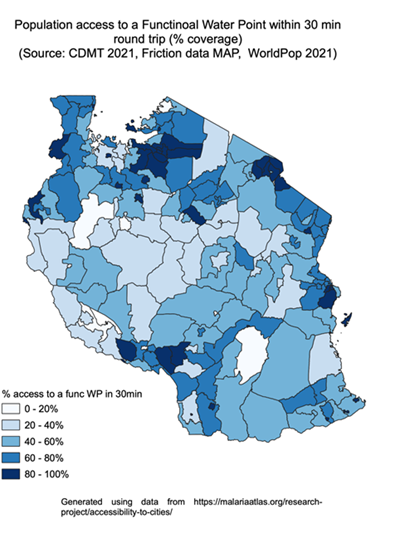 Population access to a Functinoal Water Point within 30 min
round trip (% coverage)
(Source: CDMT 2021, Friction data MAP, WorldPop 2021)
% access to a func WP in 30min
0 - 20%
20 - 40%
40 - 60%
60 - 80%
80 - 100%
Generated using data from https://malariaatlas.org/research-
project/accessibility-to-cities/